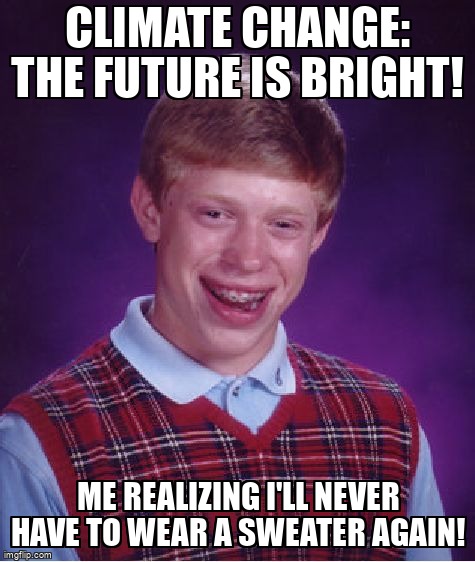 CLIMATE CHANGE:
THE FUTURE IS BRIGHT!
ME REALIZING I'LL NEVER
HAVE TO WEAR A SWEATER AGAIN!
imgflip.com